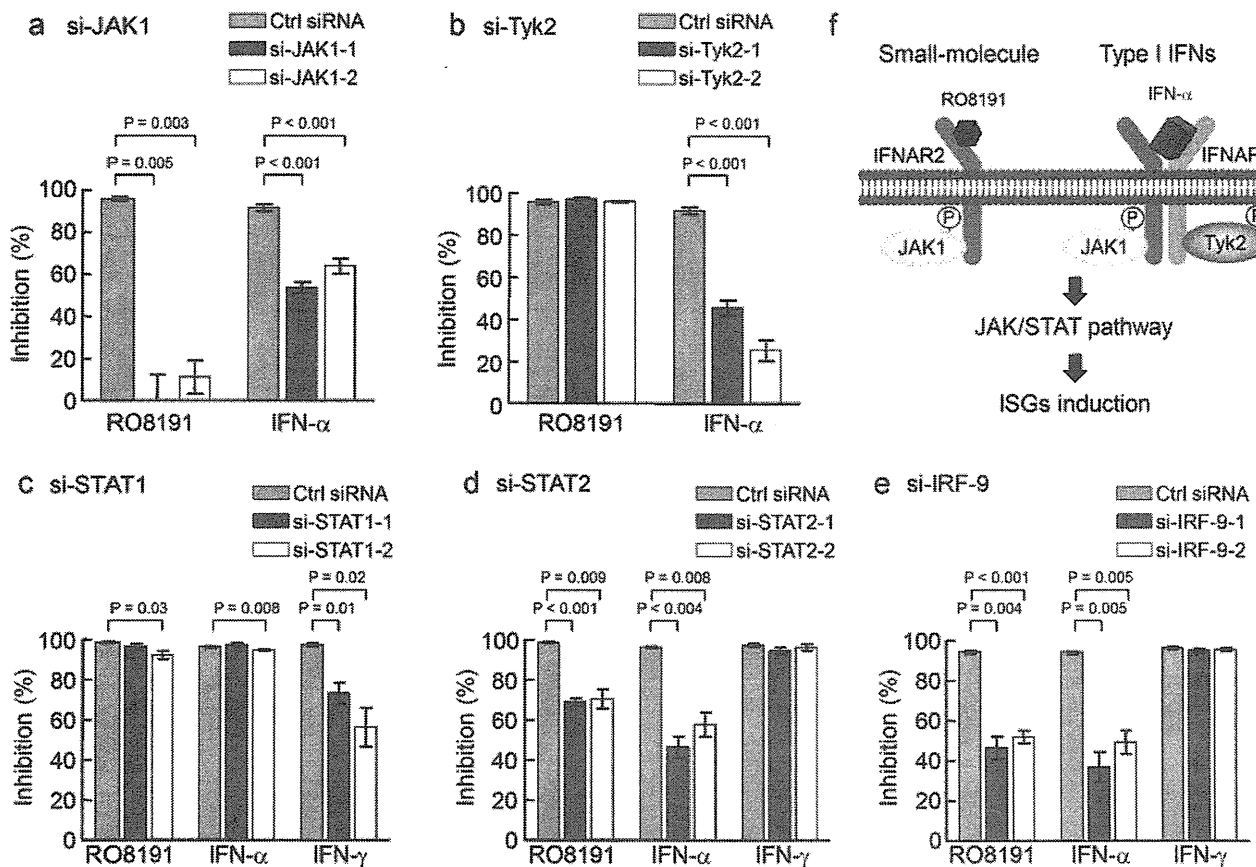 a si-JAK1
Ctrl siRNA
si-JAK1-1
si-JAK1-2
P = 0.003
P = 0.005
P < 0.001
P < 0.001
Inhibition (%)
100
80
60
40
20
0
RO8191 IFN-α
b si-Tyk2
Ctrl siRNA
si-Tyk2-1
si-Tyk2-2
P < 0.001
P < 0.001
Inhibition (%)
100
80
60
40
20
0
RO8191 IFN-α
f
Small-molecule Type I IFNs
RO8191 IFN-α
IFNAR2 IFNAR
P P P
JAK1 JAK1 Tyk2
JAK/STAT pathway
ISGs induction
c si-STAT1
Ctrl siRNA
si-STAT1-1
si-STAT1-2
P = 0.02
P = 0.03 P = 0.008 P = 0.01
Inhibition (%)
100
80
60
40
20
0
RO8191 IFN-α IFN-γ
d si-STAT2
Ctrl siRNA
si-STAT2-1
si-STAT2-2
P = 0.009 P = 0.008
P < 0.001 P < 0.004
Inhibition (%)
100
80
60
40
20
0
RO8191 IFN-α IFN-γ
e si-IRF-9
Ctrl siRNA
si-IRF-9-1
si-IRF-9-2
P < 0.001 P = 0.005
P = 0.004 P = 0.005
Inhibition (%)
100
80
60
40
20
0
RO8191 IFN-α IFN-γ